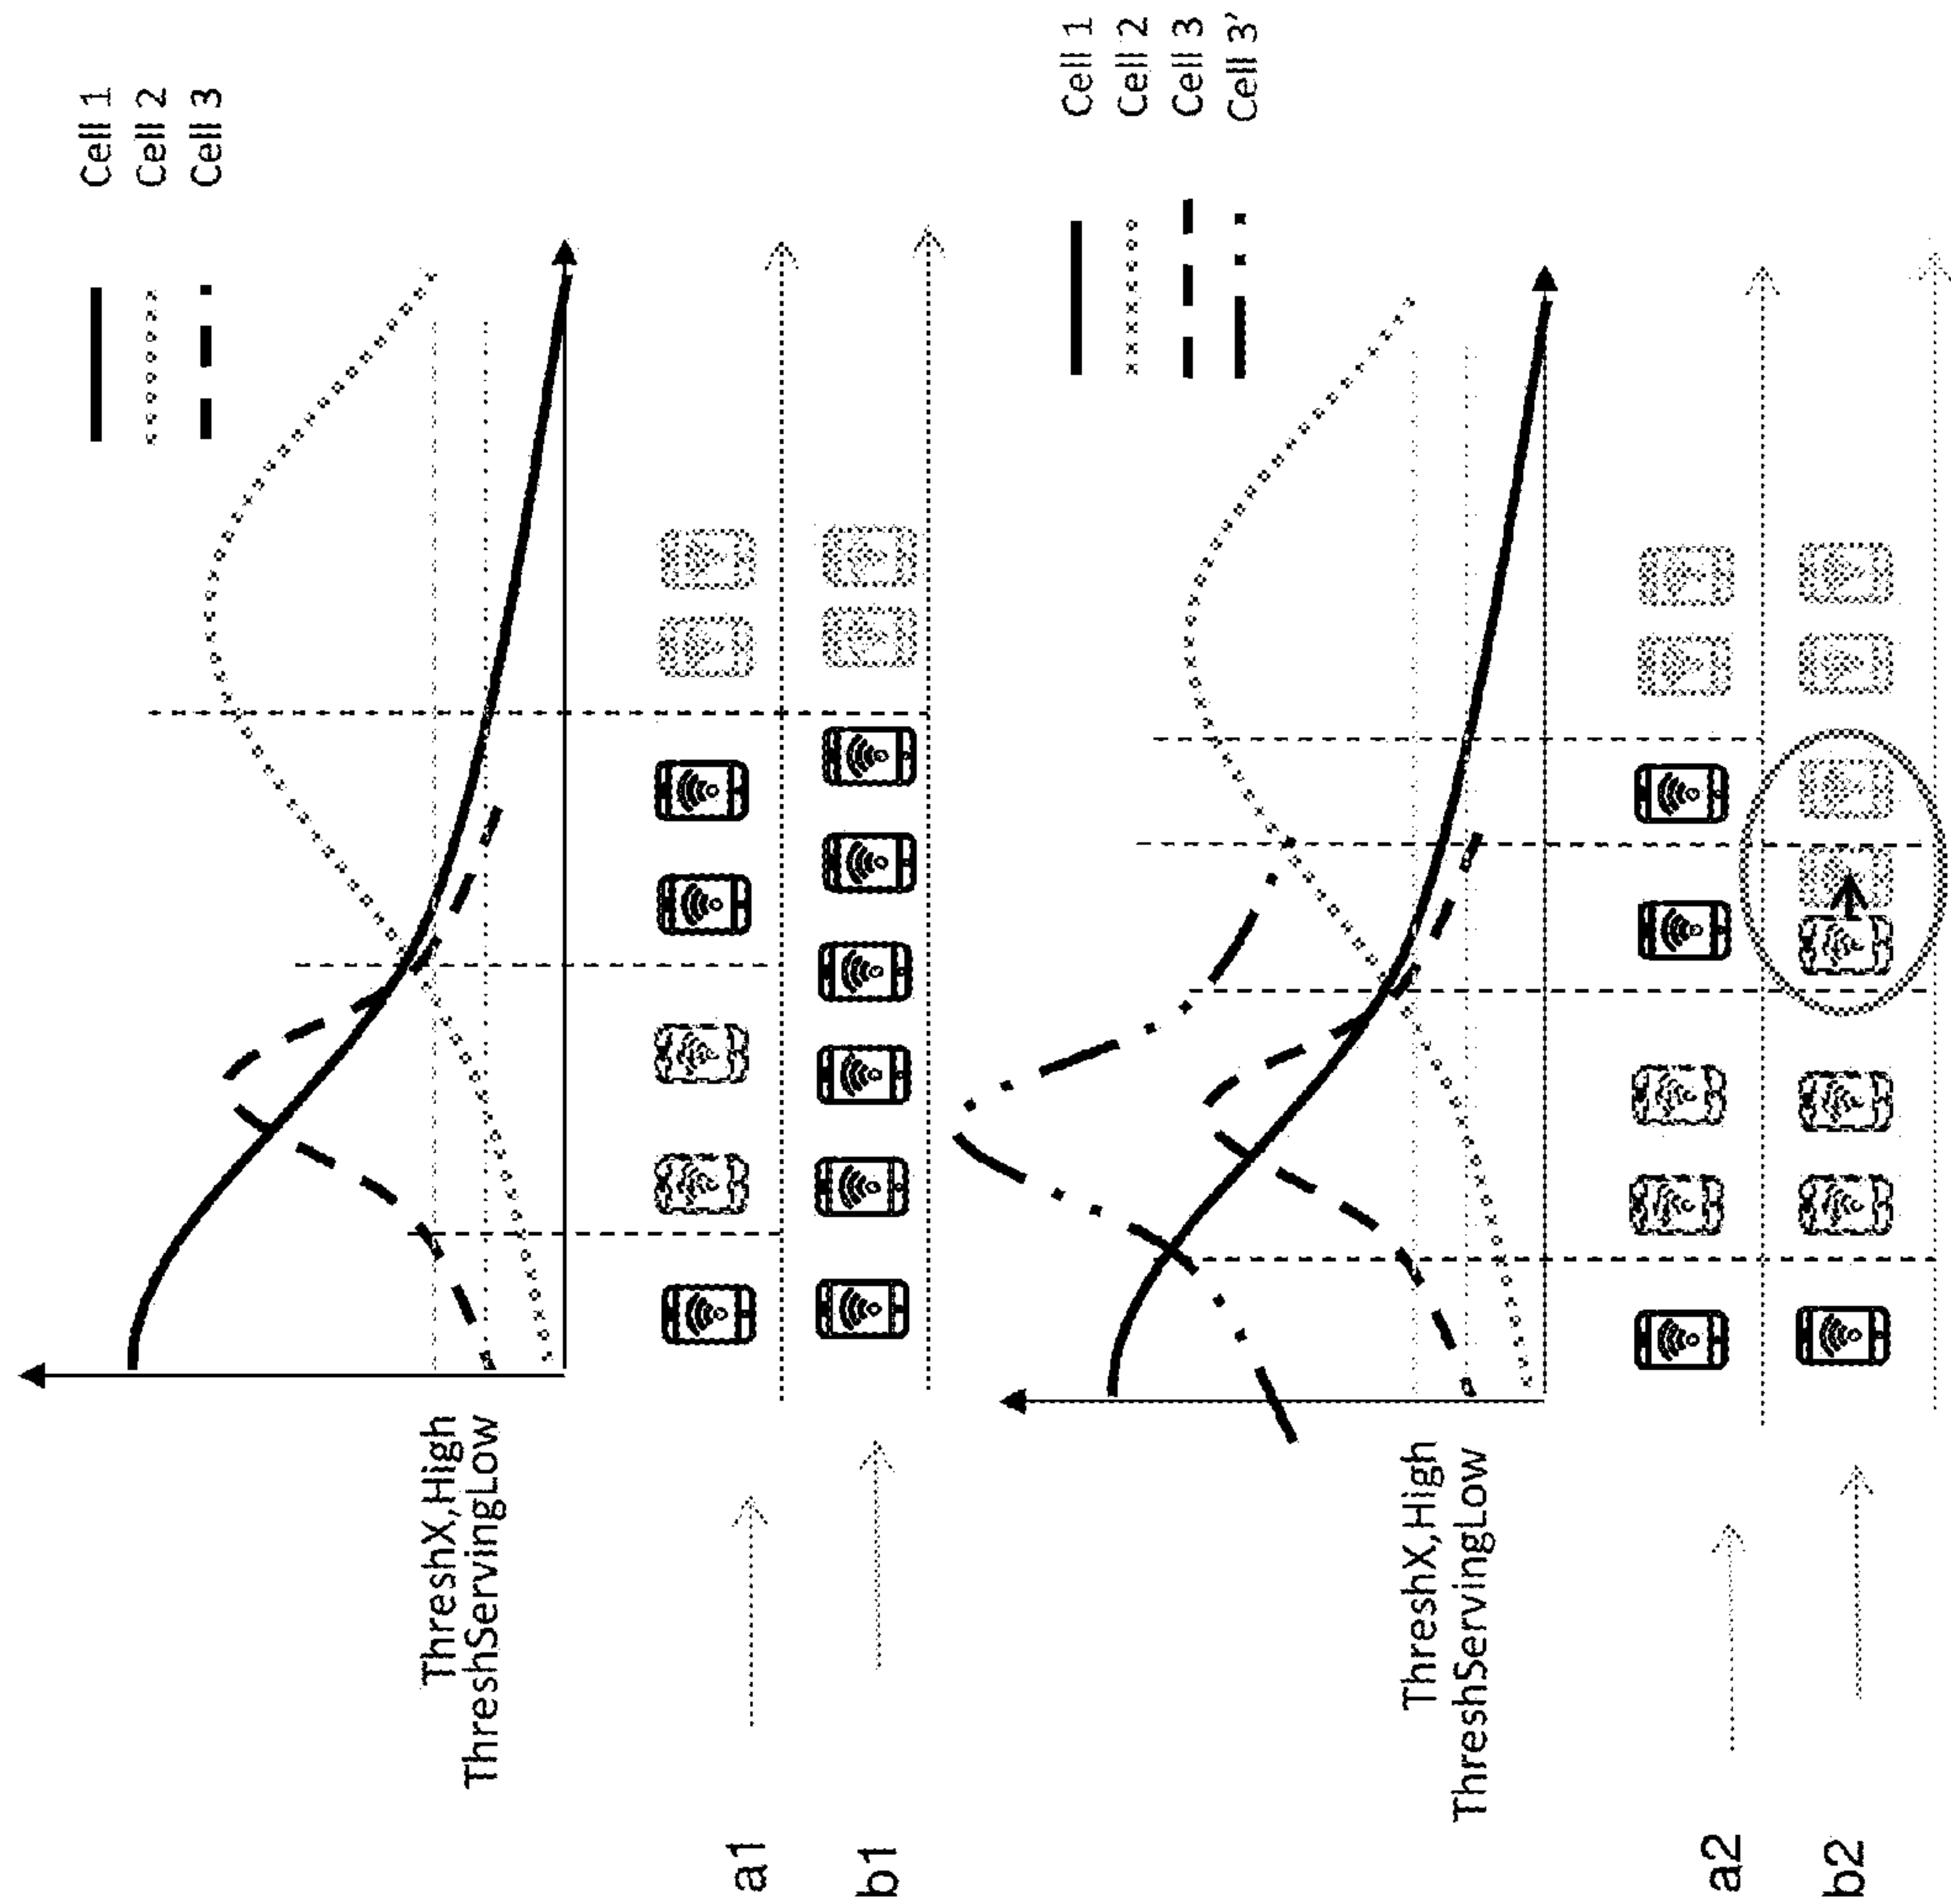 Cell 1
Cell 2
Cell 3
ThreshX,High
ThreshServingLow
a1
b1
Cell 1
Cell 2
Cell 3
Cell 3'
ThreshX,High
ThreshServingLow
a2
b2